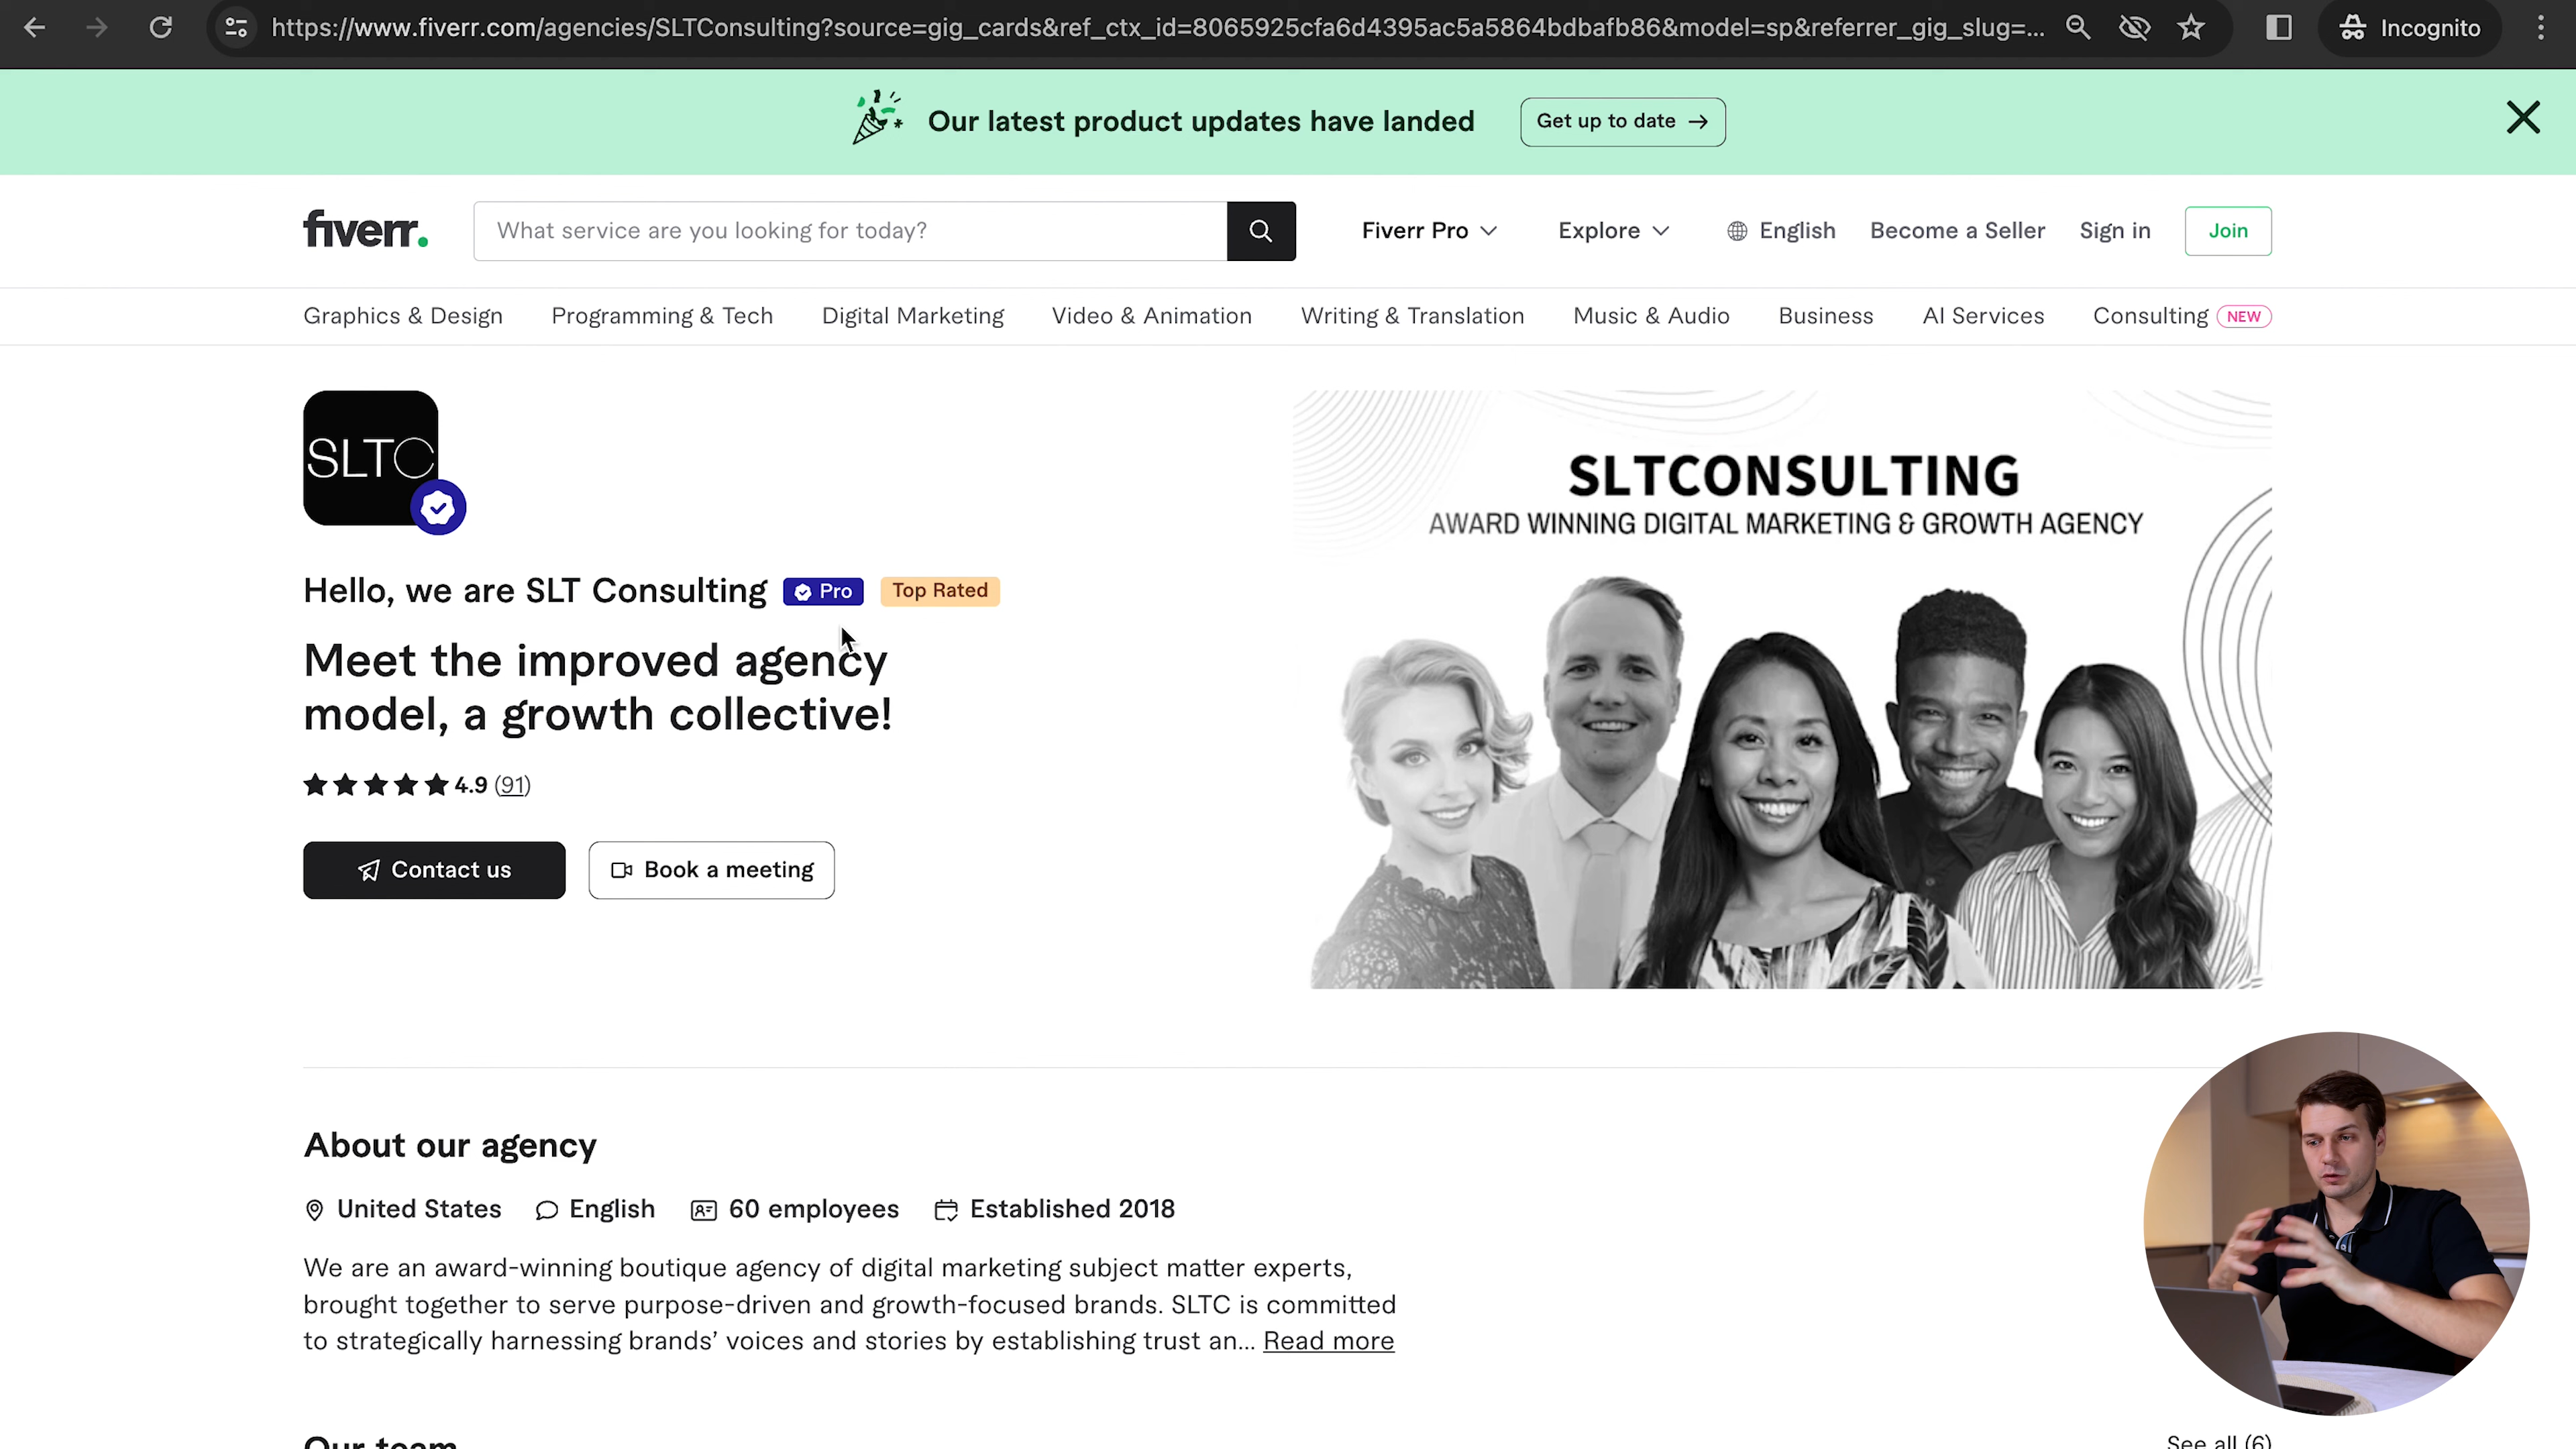 https://www.fiverr.com/agencies/SLTConsulting?source=gig_cards&ref_ctx_id=8065925cfa6d4395ac5a5864bdbafb86&model=sp&referrer_gig_slug=...
Incognito
Our latest product updates have landed
Get up to date →
fiverr.
What service are you looking for today?
Fiverr Pro
Explore
English
Become a Seller
Sign in
Join
Graphics & Design
Programming & Tech
Digital Marketing
Video & Animation
Writing & Translation
Music & Audio
Business
AI Services
Consulting NEW
SLTC
SLTCONSULTING
AWARD WINNING DIGITAL MARKETING & GROWTH AGENCY
Hello, we are SLT Consulting Pro Top Rated
Meet the improved agency
model, a growth collective!
4.9 (91)
Contact us
Book a meeting
About our agency
United States
English
60 employees
Established 2018
We are an award-winning boutique agency of digital marketing subject matter experts,
brought together to serve purpose-driven and growth-focused brands. SLTC is committed
to strategically harnessing brands’ voices and stories by establishing trust an... Read more
Our team
See all (6)